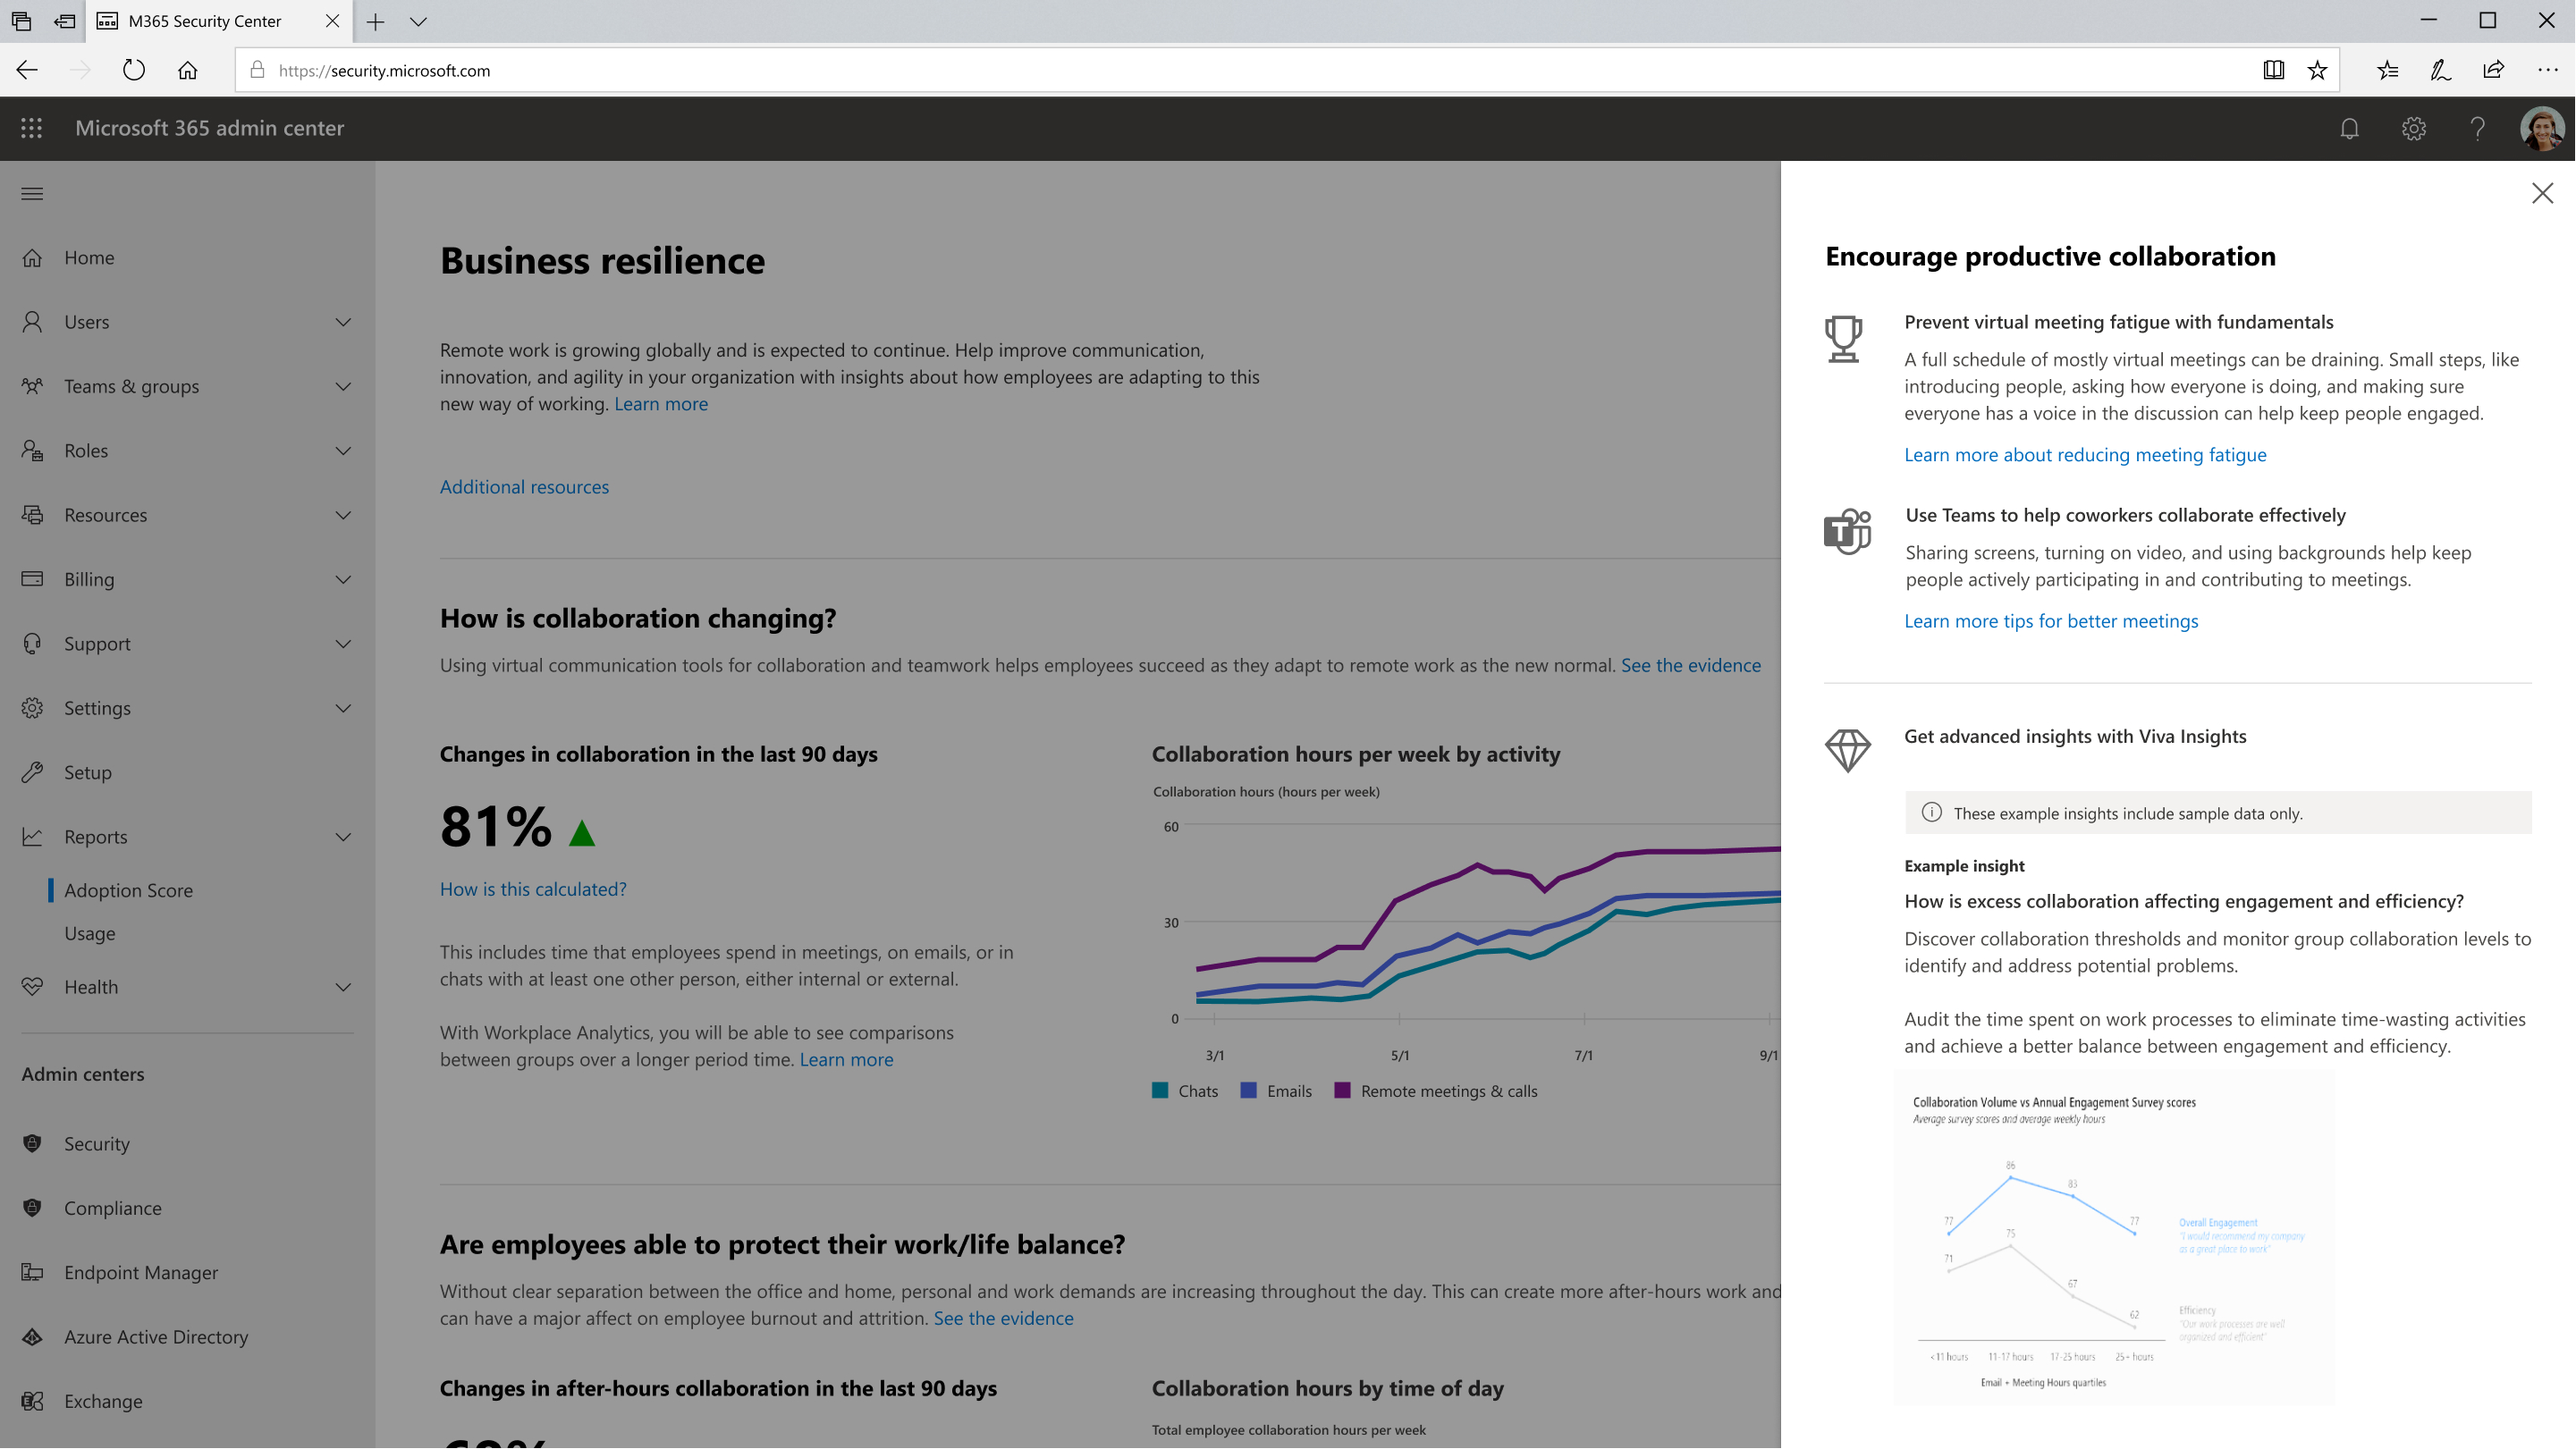 M365 Security Center
https://security.microsoft.com
Microsoft 365 admin center
Home
Users
Teams & groups
Roles
Resources
Billing
Support
Settings
Setup
Reports
Adoption Score
Usage
Health
Admin centers
Security
Compliance
Endpoint Manager
Azure Active Directory
Exchange
Business resilience
Remote work is growing globally and is expected to continue. Help improve communication,
innovation, and agility in your organization with insights about how employees are adapting to this
new way of working. Learn more
Additional resources
How is collaboration changing?
Using virtual communication tools for collaboration and teamwork helps employees succeed as they adapt to remote work as the new normal. See the evidence
Changes in collaboration in the last 90 days
81%
How is this calculated?
This includes time that employees spend in meetings, on emails, or in
chats with at least one other person, either internal or external.
With Workplace Analytics, you will be able to see comparisons
between groups over a longer period time. Learn more
Collaboration hours per week by activity
Collaboration hours (hours per week)
60
30
0
3/1 5/1 7/1 9/1
Chats Emails Remote meetings & calls
Are employees able to protect their work/life balance?
Without clear separation between the office and home, personal and work demands are increasing throughout the day. This can create more after-hours work and
can have a major affect on employee burnout and attrition. See the evidence
Changes in after-hours collaboration in the last 90 days
Collaboration hours by time of day
Total employee collaboration hours per week
Encourage productive collaboration
Prevent virtual meeting fatigue with fundamentals
A full schedule of mostly virtual meetings can be draining. Small steps, like
introducing people, asking how everyone is doing, and making sure
everyone has a voice in the discussion can help keep people engaged.
Learn more about reducing meeting fatigue
T
Use Teams to help coworkers collaborate effectively
Sharing screens, turning on video, and using backgrounds help keep
people actively participating in and contributing to meetings.
Learn more tips for better meetings
Get advanced insights with Viva Insights
These example insights include sample data only.
Example insight
How is excess collaboration affecting engagement and efficiency?
Discover collaboration thresholds and monitor group collaboration levels to
identify and address potential problems.
Audit the time spent on work processes to eliminate time-wasting activities
and achieve a better balance between engagement and efficiency.
Collaboration Volume vs Annual Engagement Survey scores
Average survey scores and average weekly hours
86
83
77
77
75
71
67
62
Overall Engagement
"I would recommend my company
as a great place to work"
Efficiency
"Our work processes are well
organized and efficient"
<11 hours 11-17 hours 17-25 hours 25+ hours
Email + Meeting Hours quartiles